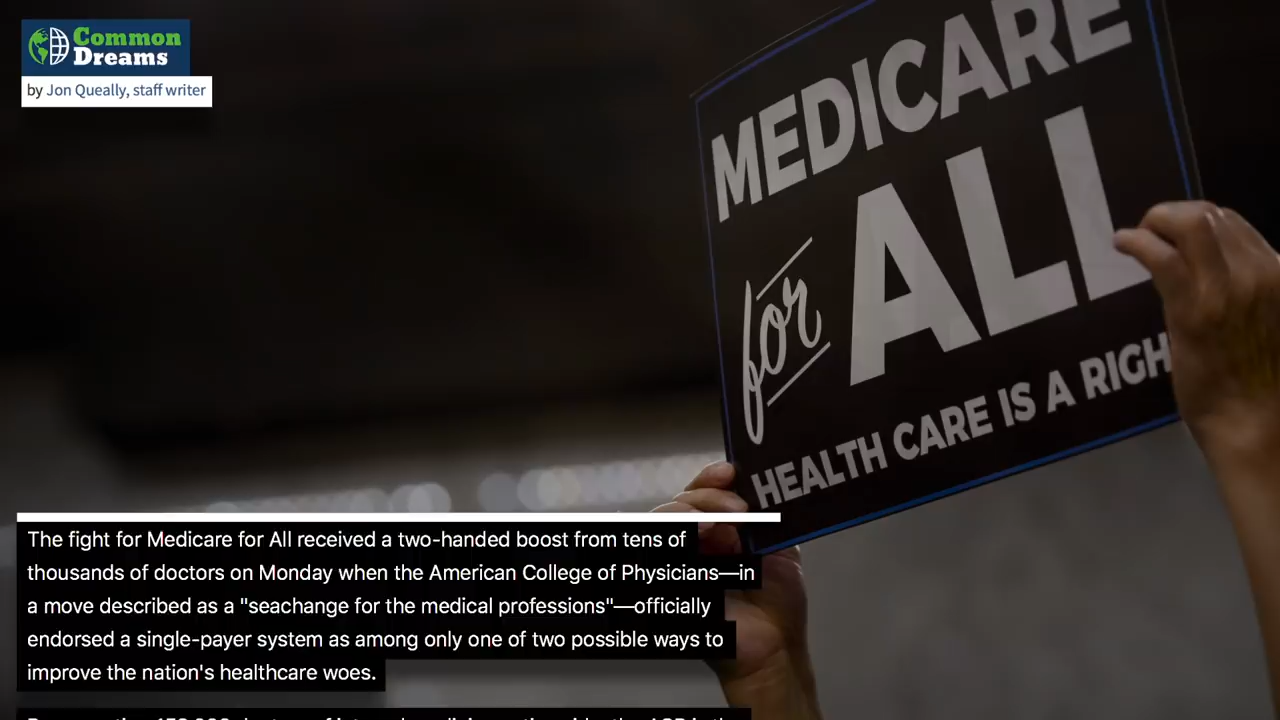 Common
Dreams
by Jon Queally, staff writer
MEDICARE
for
ALL
HEALTH CARE IS A RIGH
The fight for Medicare for All received a two-handed boost from tens of
thousands of doctors on Monday when the American College of Physicians—in
a move described as a "seachange for the medical professions"—officially
endorsed a single-payer system as among only one of two possible ways to
improve the nation's healthcare woes.